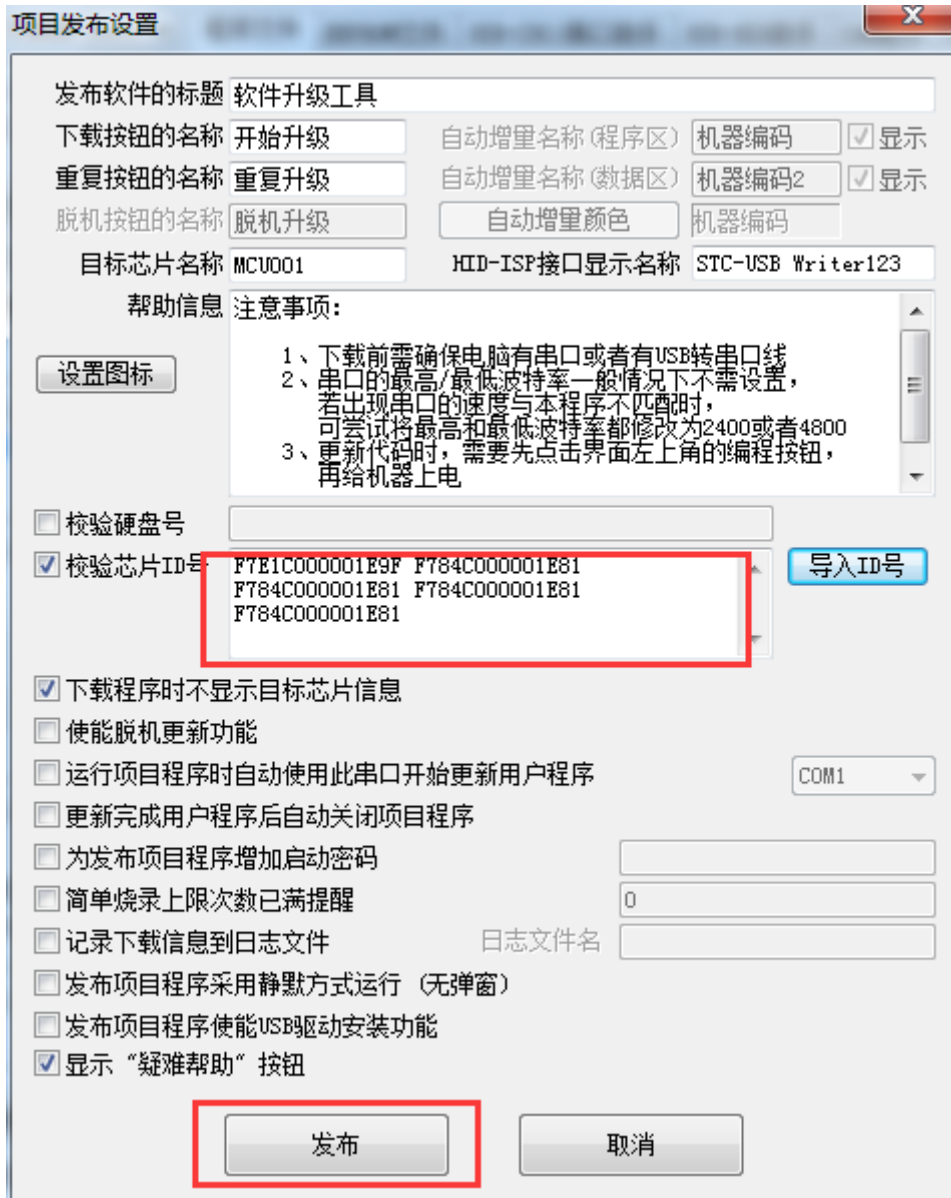 项目发布设置
发布软件的标题 软件升级工具
下载按钮的名称 开始升级 自动增量名称(程序区) 机器编码 显示
重复按钮的名称 重复升级 自动增量名称(数据区) 机器编码2 显示
脱机按钮的名称 脱机升级 自动增量颜色 机器编码
目标芯片名称 MCU001 HID-ISP接口显示名称 STC-USB Writer123
帮助信息 注意事项:
1、下载前需确保电脑有串口或者有USB转串口线
设置图标
2、串口的最高/最低波特率一般情况下不需设置，
若出现串口的速度与本程序不匹配时，
可尝试将最高和最低波特率都修改为2400或者4800
3、更新代码时，需要先点击界面左上角的编程按钮，
再给机器上电
校验硬盘号
校验芯片ID号 F7E1C000001E9F F784C000001E81 导入ID号
F784C000001E81 F784C000001E81
F784C000001E81
下载程序时不显示目标芯片信息
使能脱机更新功能
运行项目程序时自动使用此串口开始更新用户程序 COM1
更新完成用户程序后自动关闭项目程序
为发布项目程序增加启动密码
简单烧录上限次数已满提醒 0
记录下载信息到日志文件 日志文件名
发布项目程序采用静默方式运行 (无弹窗)
发布项目程序使能USB驱动安装功能
显示“疑难帮助”按钮
发布 取消